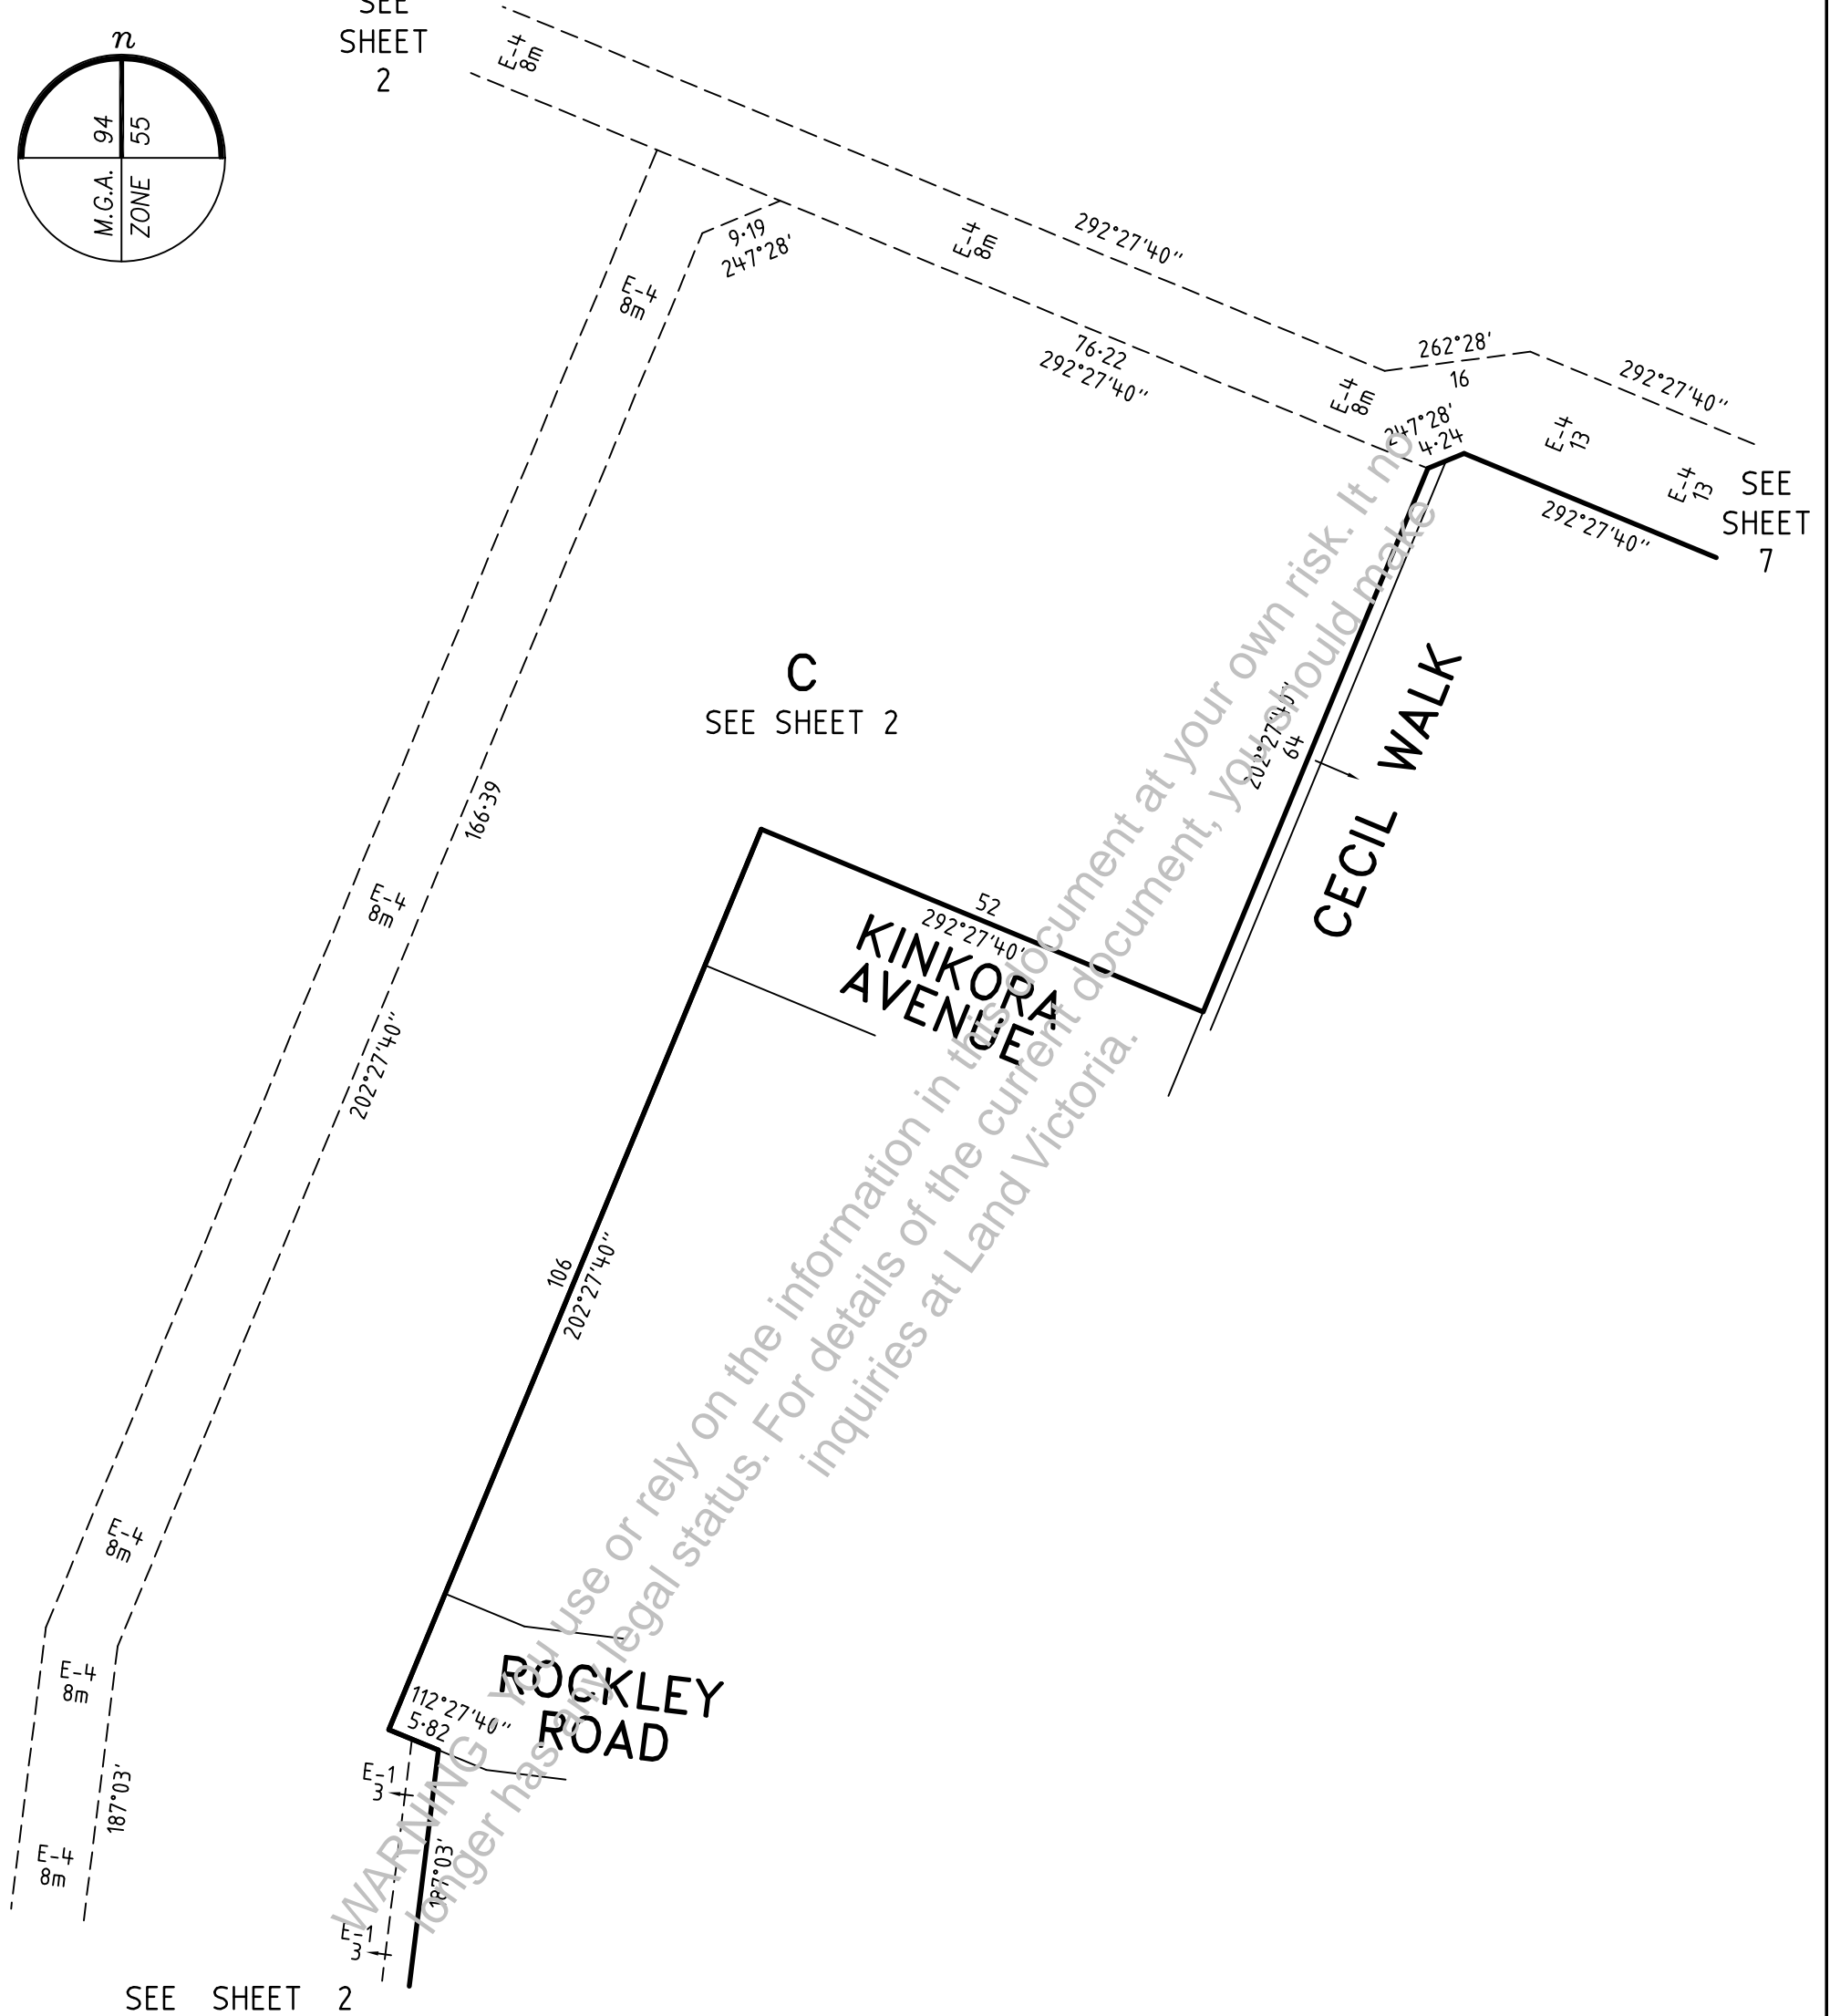 SEE
SHEET
2
n
M.G.A. 94
ZONE 55
E-4
8m
292°27'40"
9·19
247°28'
E-4
8m
E-4
8m
76·22
292°27'40"
262°28'
16
292°27'40"
E-4
8m
247°28'
4·24
E-4
13
E-4
13
292°27'40"
SEE
SHEET
7
C
SEE SHEET 2
202°27'40"
64
CECIL WALK
166·39
202°27'40"
E-4
8m
52
292°27'40"
KINKORA
AVENUE
106
202°27'40"
E-4
8m
E-4
8m
187°03'
E-4
8m
ROCKLEY
ROAD
112°27'40"
5·82
E-1
3
187°03'
E-1
3
SEE SHEET 2
WARNING - You use or rely on the information in this document at your own risk. It no
longer has any legal status. For details of the current document, you should make
inquiries at Land Victoria.